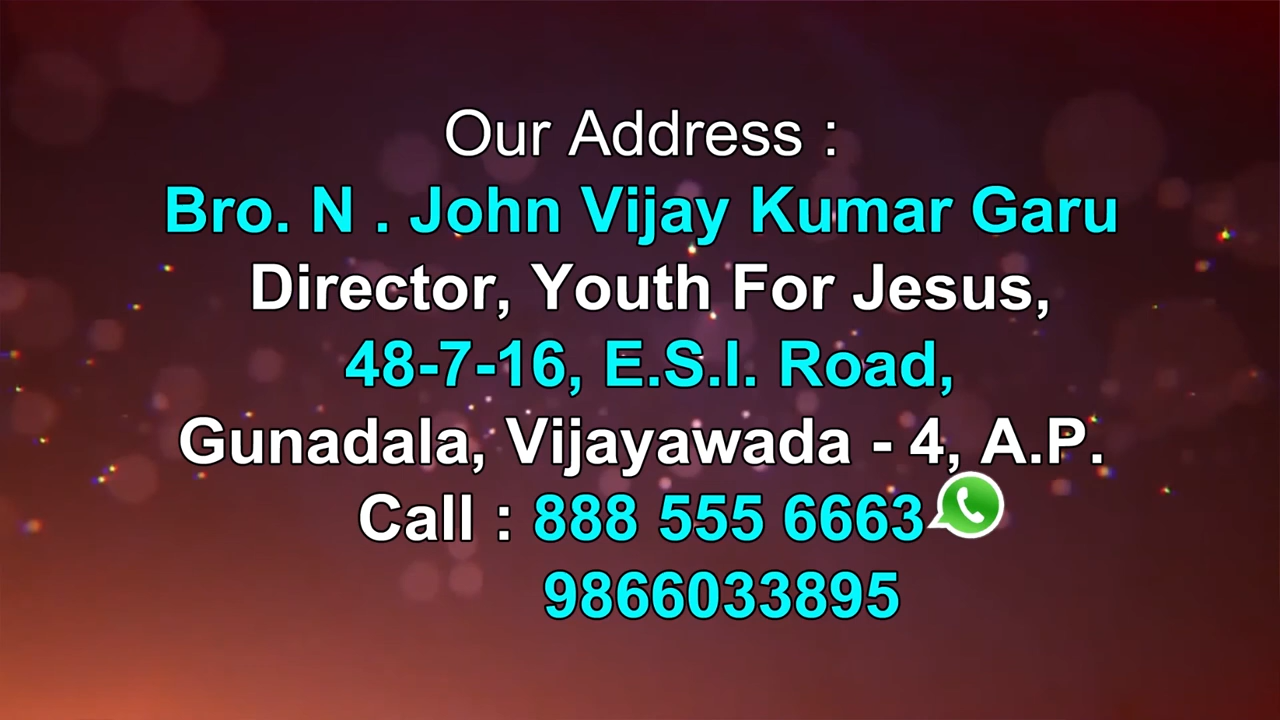 Our Address :
Bro. N . John Vijay Kumar Garu
Director, Youth For Jesus,
48-7-16, E.S.I. Road,
Gunadala, Vijayawada - 4, A.P.
Call : 888 555 6663
9866033895